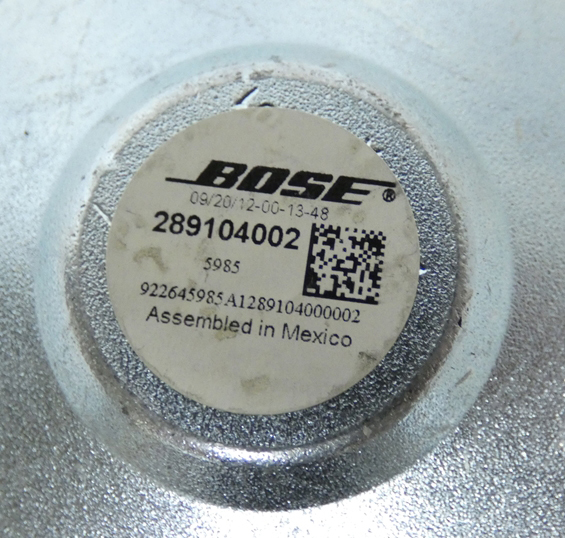 BOSE®
09/20/12-00-13-48
289104002
5985
922645985A1289104000002
Assembled in Mexico